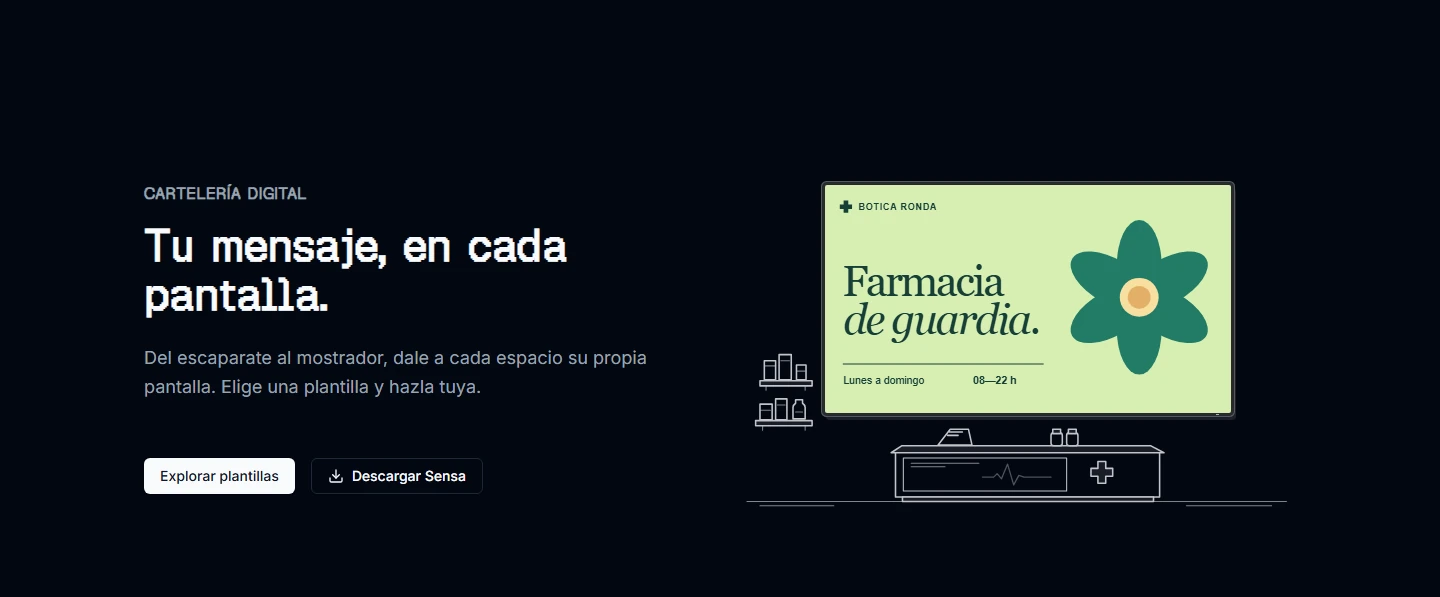 CARTELERÍA DIGITAL
Tu mensaje, en cada
pantalla.
Del escaparate al mostrador, dale a cada espacio su propia
pantalla. Elige una plantilla y hazla tuya.
Explorar plantillas
Descargar Sensa
BOTICA RONDA
Farmacia
de guardia.
Lunes a domingo
08—22 h